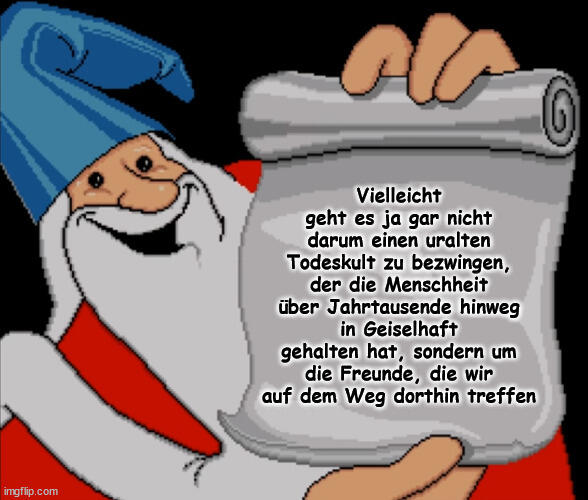 Vielleicht
geht es ja gar nicht
darum einen uralten
Todeskult zu bezwingen,
der die Menschheit
über Jahrtausende hinweg
in Geiselhaft
gehalten hat, sondern um
die Freunde, die wir
auf dem Weg dorthin treffen
imgflip.com